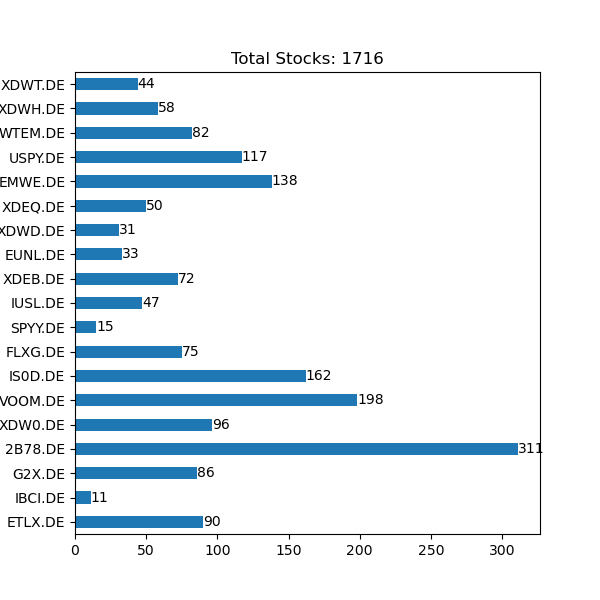 Total Stocks: 1716
XDWT.DE 44
XDWH.DE 58
WTEM.DE 82
USPY.DE 117
EMWE.DE 138
XDEQ.DE 50
XDWD.DE 31
EUNL.DE 33
XDEB.DE 72
IUSL.DE 47
SPYY.DE 15
FLXG.DE 75
IS0D.DE 162
VOOM.DE 198
XDW0.DE 96
2B78.DE 311
G2X.DE 86
IBCI.DE 11
ETLX.DE 90
0 50 100 150 200 250 300